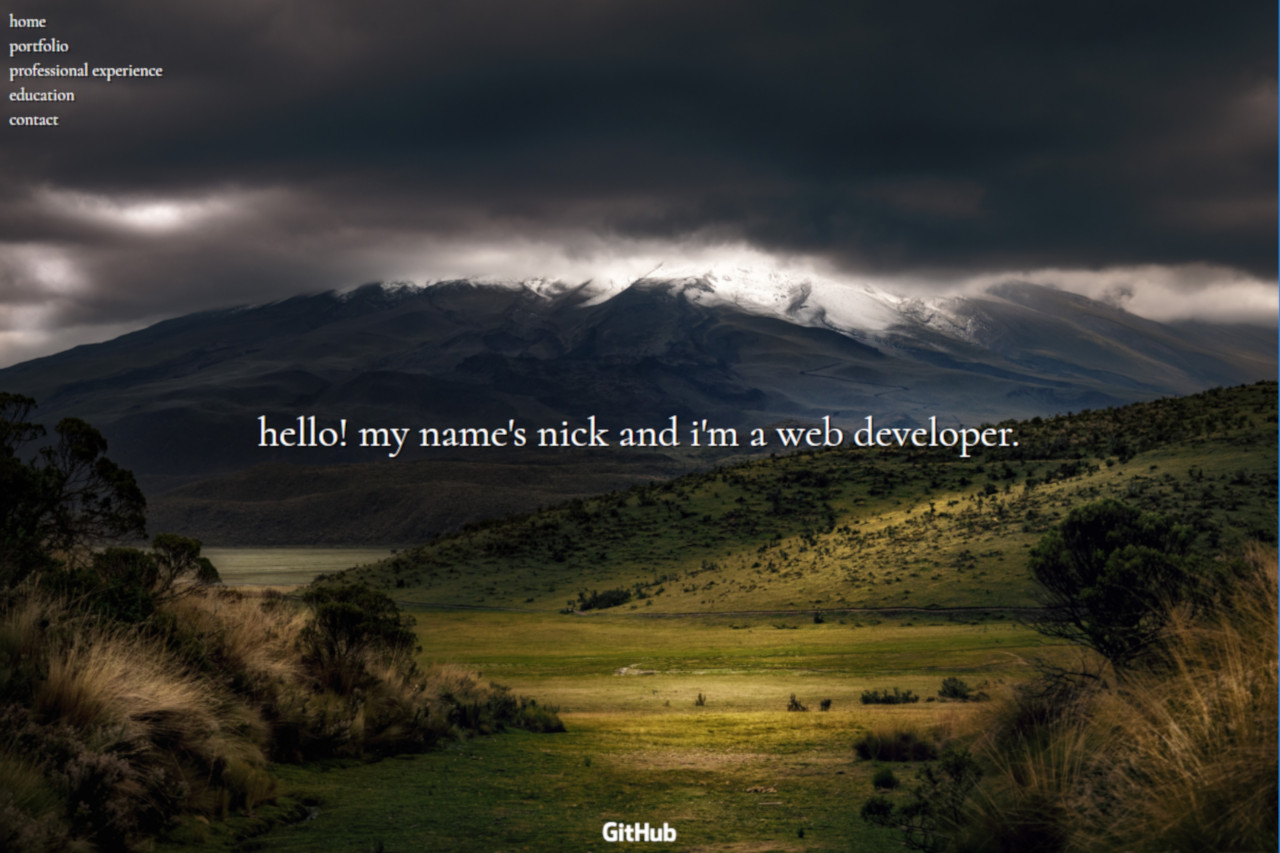 home
portfolio
professional experience
education
contact
hello! my name's nick and i'm a web developer.
GitHub